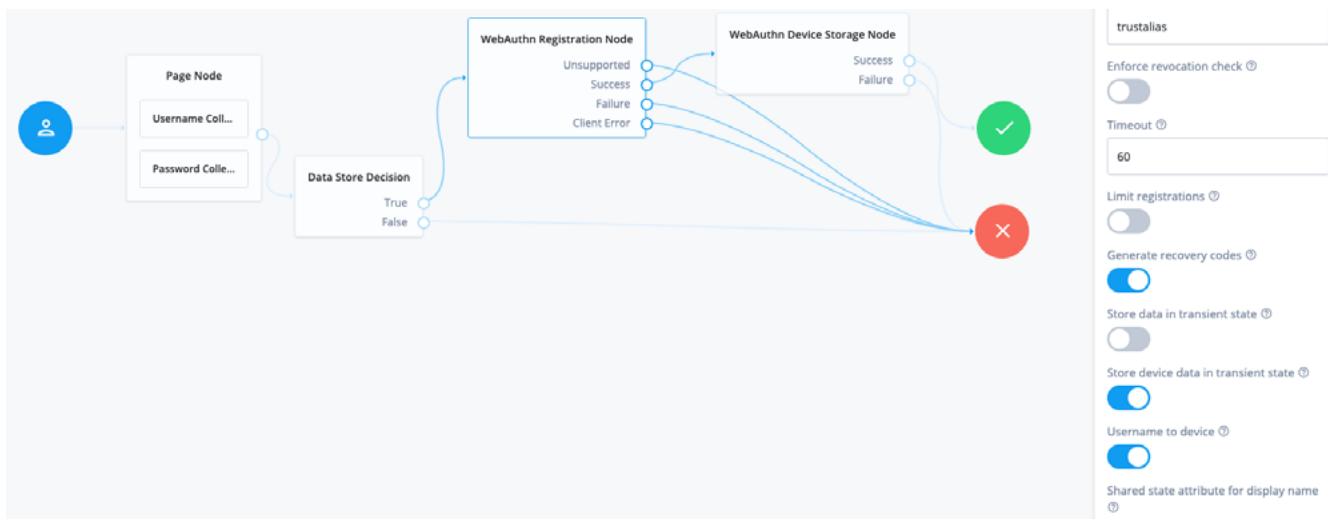 Page Node
Username Coll...
Password Colle...
Data Store Decision
True
False
WebAuthn Registration Node
Unsupported
Success
Failure
Client Error
WebAuthn Device Storage Node
Success
Failure
trustalias
Enforce revocation check
Timeout
60
Limit registrations
Generate recovery codes
Store data in transient state
Store device data in transient state
Username to device
Shared state attribute for display name